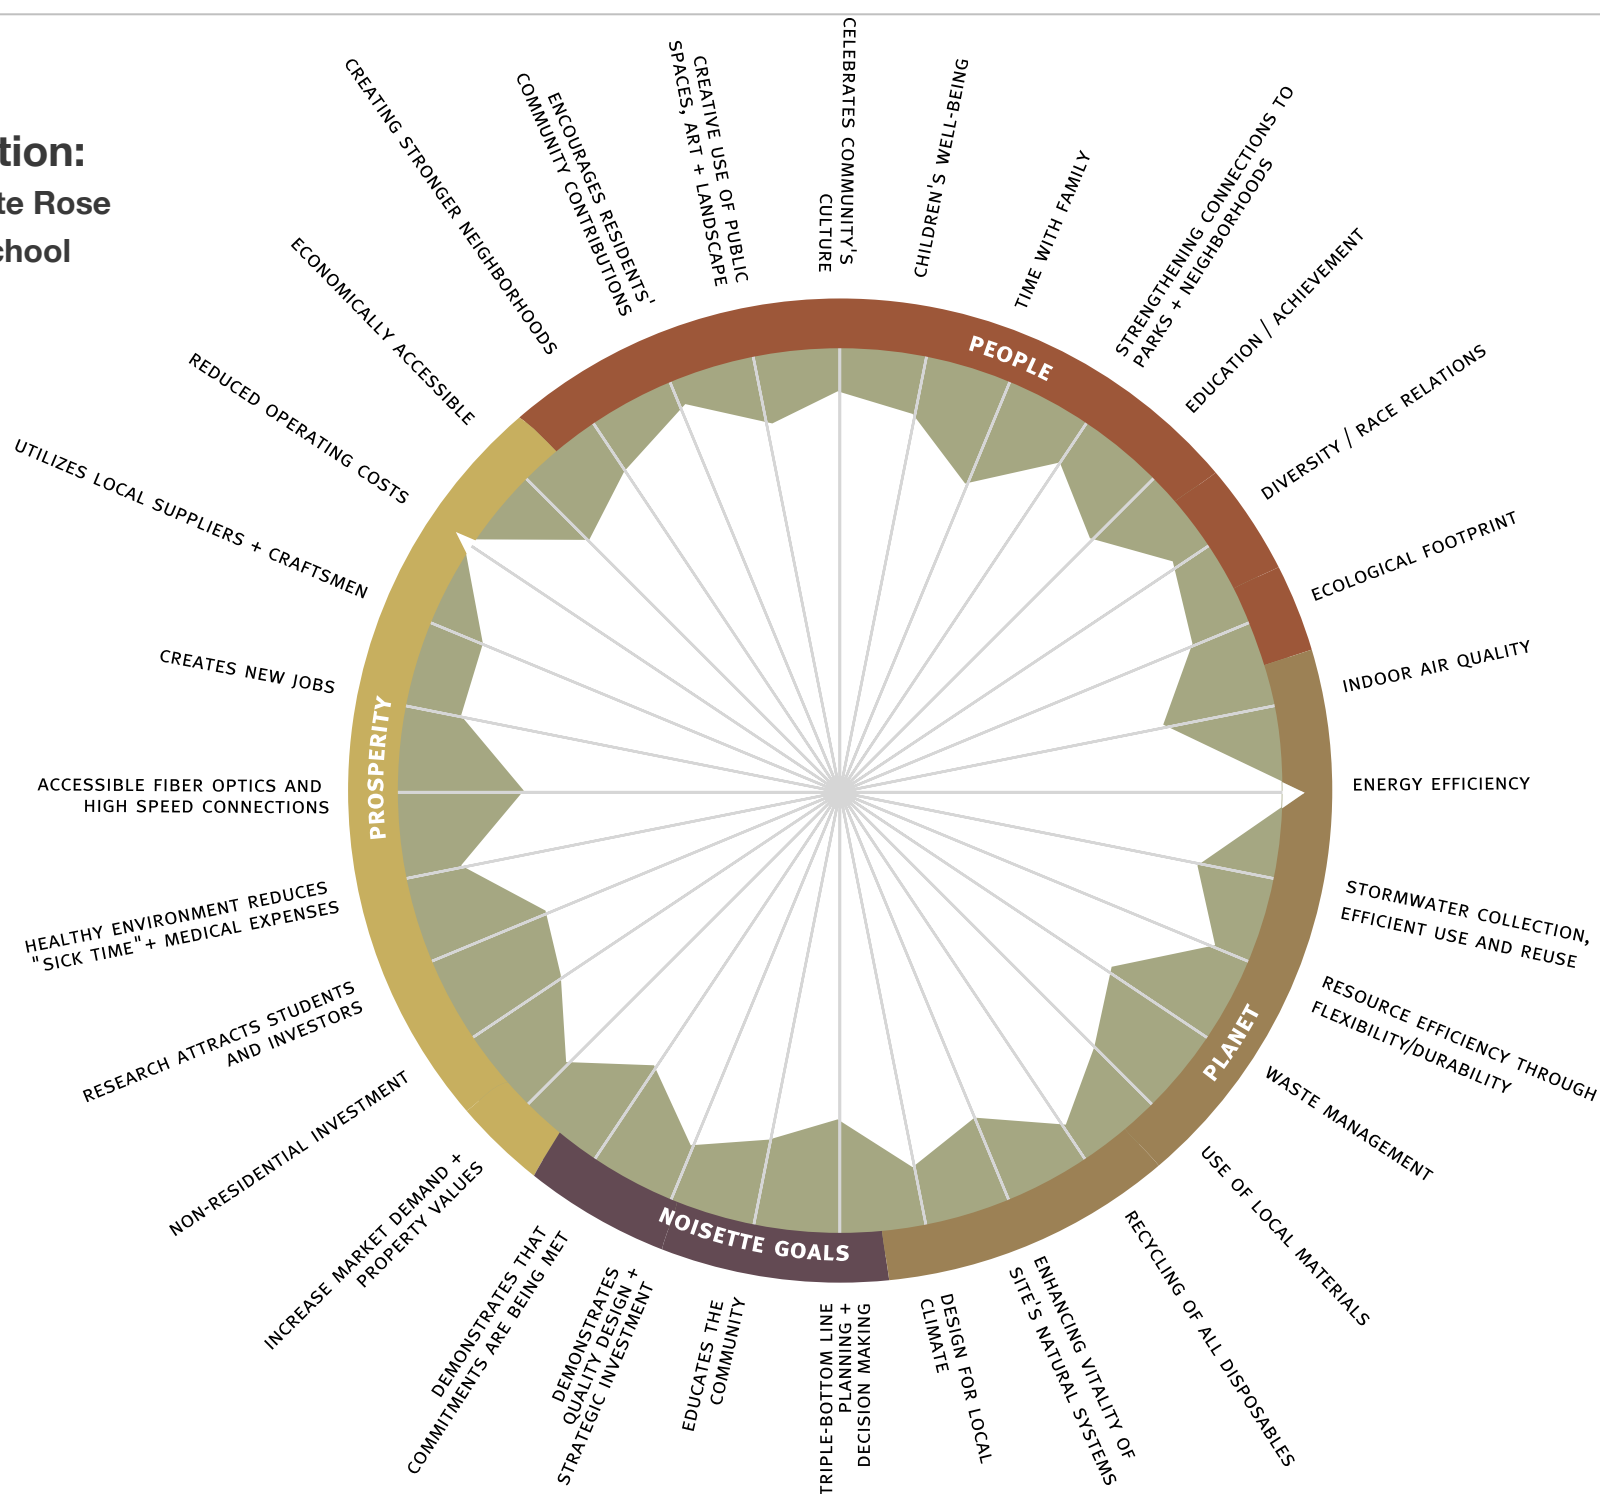 tion:
te Rose
chool
CELEBRATES COMMUNITY'S
CULTURE
CHILDREN'S WELL-BEING
TIME WITH FAMILY
STRENGTHENING CONNECTIONS TO
PARKS + NEIGHBORHOODS
EDUCATION / ACHIEVEMENT
DIVERSITY / RACE RELATIONS
ECOLOGICAL FOOTPRINT
INDOOR AIR QUALITY
ENERGY EFFICIENCY
STORMWATER COLLECTION,
EFFICIENT USE AND REUSE
RESOURCE EFFICIENCY THROUGH
FLEXIBILITY/DURABILITY
WASTE MANAGEMENT
USE OF LOCAL MATERIALS
RECYCLING OF ALL DISPOSABLES
ENHANCING VITALITY OF
SITE'S NATURAL SYSTEMS
DESIGN FOR LOCAL
CLIMATE
TRIPLE-BOTTOM LINE
PLANNING +
DECISION MAKING
EDUCATES THE
COMMUNITY
DEMONSTRATES
QUALITY DESIGN +
STRATEGIC INVESTMENT
DEMONSTRATES THAT
COMMITMENTS ARE BEING MET
INCREASE MARKET DEMAND +
PROPERTY VALUES
NON-RESIDENTIAL INVESTMENT
RESEARCH ATTRACTS STUDENTS
AND INVESTORS
HEALTHY ENVIRONMENT REDUCES
"SICK TIME"+ MEDICAL EXPENSES
ACCESSIBLE FIBER OPTICS AND
HIGH SPEED CONNECTIONS
CREATES NEW JOBS
UTILIZES LOCAL SUPPLIERS + CRAFTSMEN
REDUCED OPERATING COSTS
ECONOMICALLY ACCESSIBLE
CREATING STRONGER NEIGHBORHOODS
ENCOURAGES RESIDENTS'
COMMUNITY CONTRIBUTIONS
CREATIVE USE OF PUBLIC
SPACES, ART + LANDSCAPE
PEOPLE
PLANET
NOISETTE GOALS
PROSPERITY